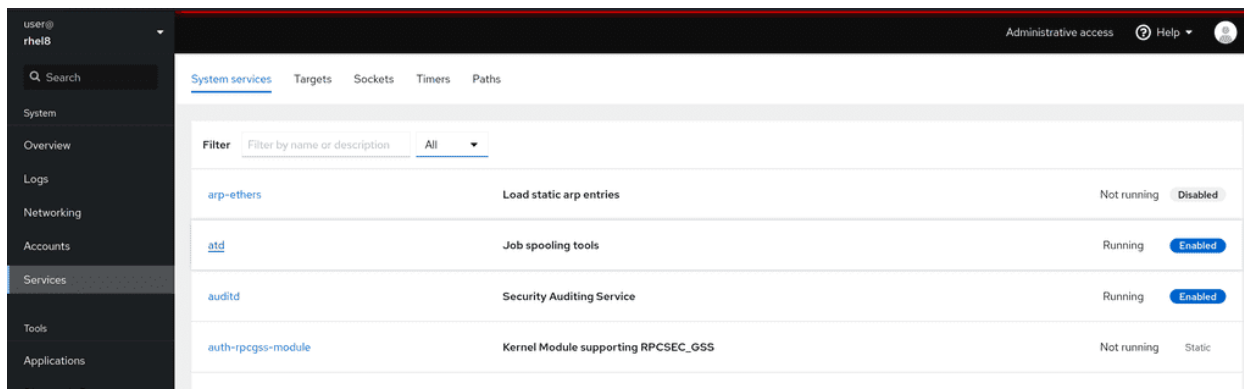 user@
rhel8
Administrative access
Help
Search
System
Overview
Logs
Networking
Accounts
Services
Tools
Applications
System services Targets Sockets Timers Paths
Filter Filter by name or description All
arp-ethers Load static arp entries Not running Disabled
atd Job spooling tools Running Enabled
auditd Security Auditing Service Running Enabled
auth-rpcgss-module Kernel Module supporting RPCSEC_GSS Not running Static